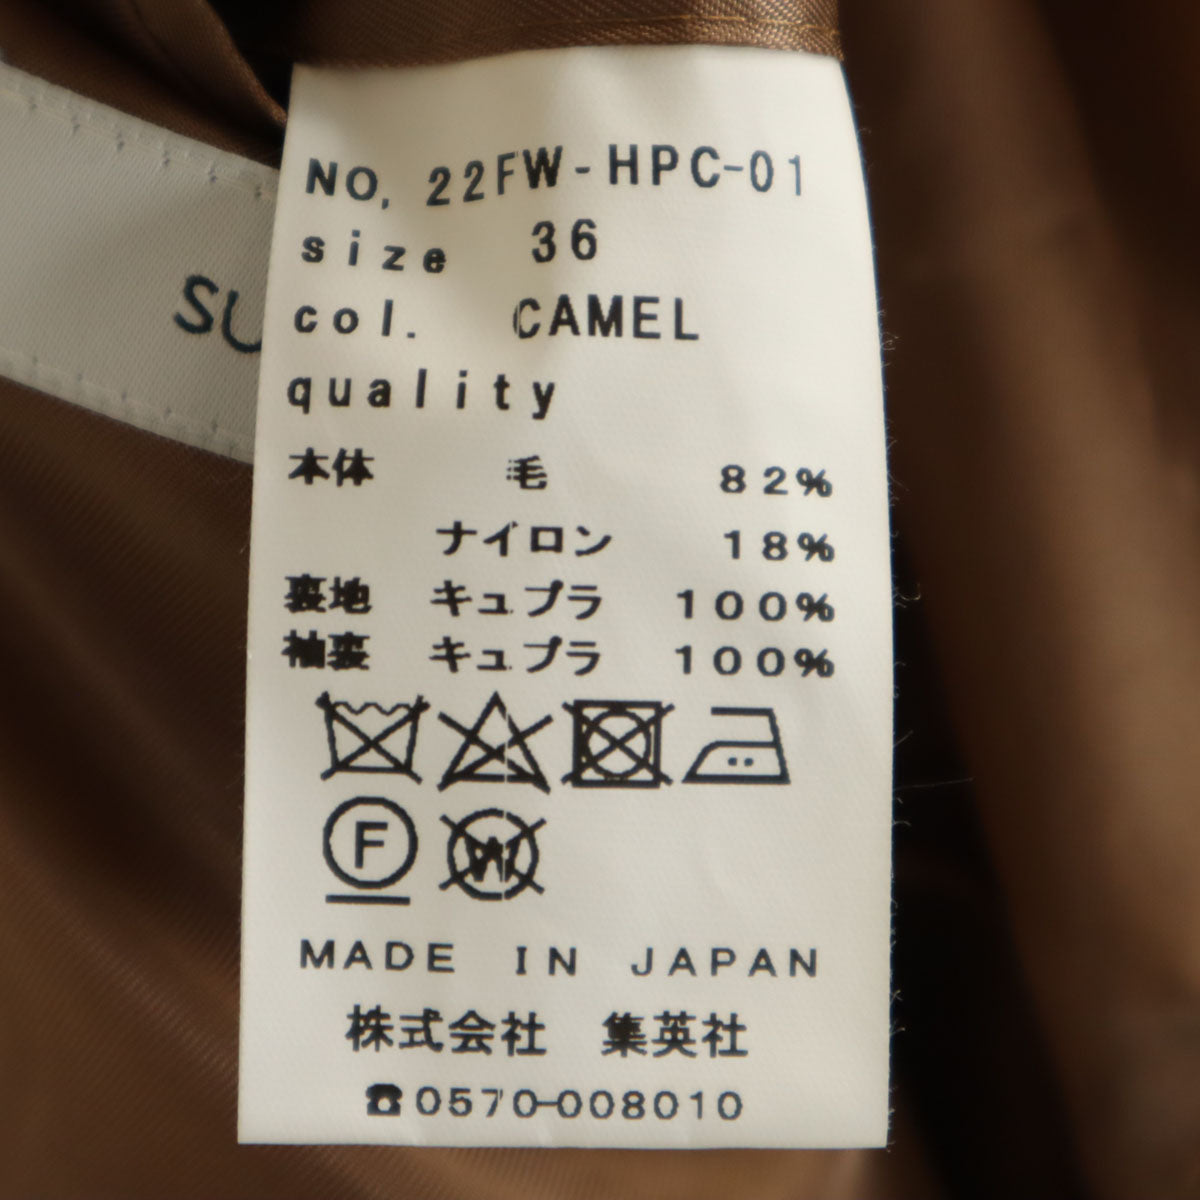 NO, 22FW-HPC-01
size 36
col. CAMEL
quality
本体 毛 82%
ナイロン 18%
裏地 キュプラ 100%
袖裏 キュプラ 100%
F W
MADE IN JAPAN
株式会社 集英社
☎0570-008010
SU